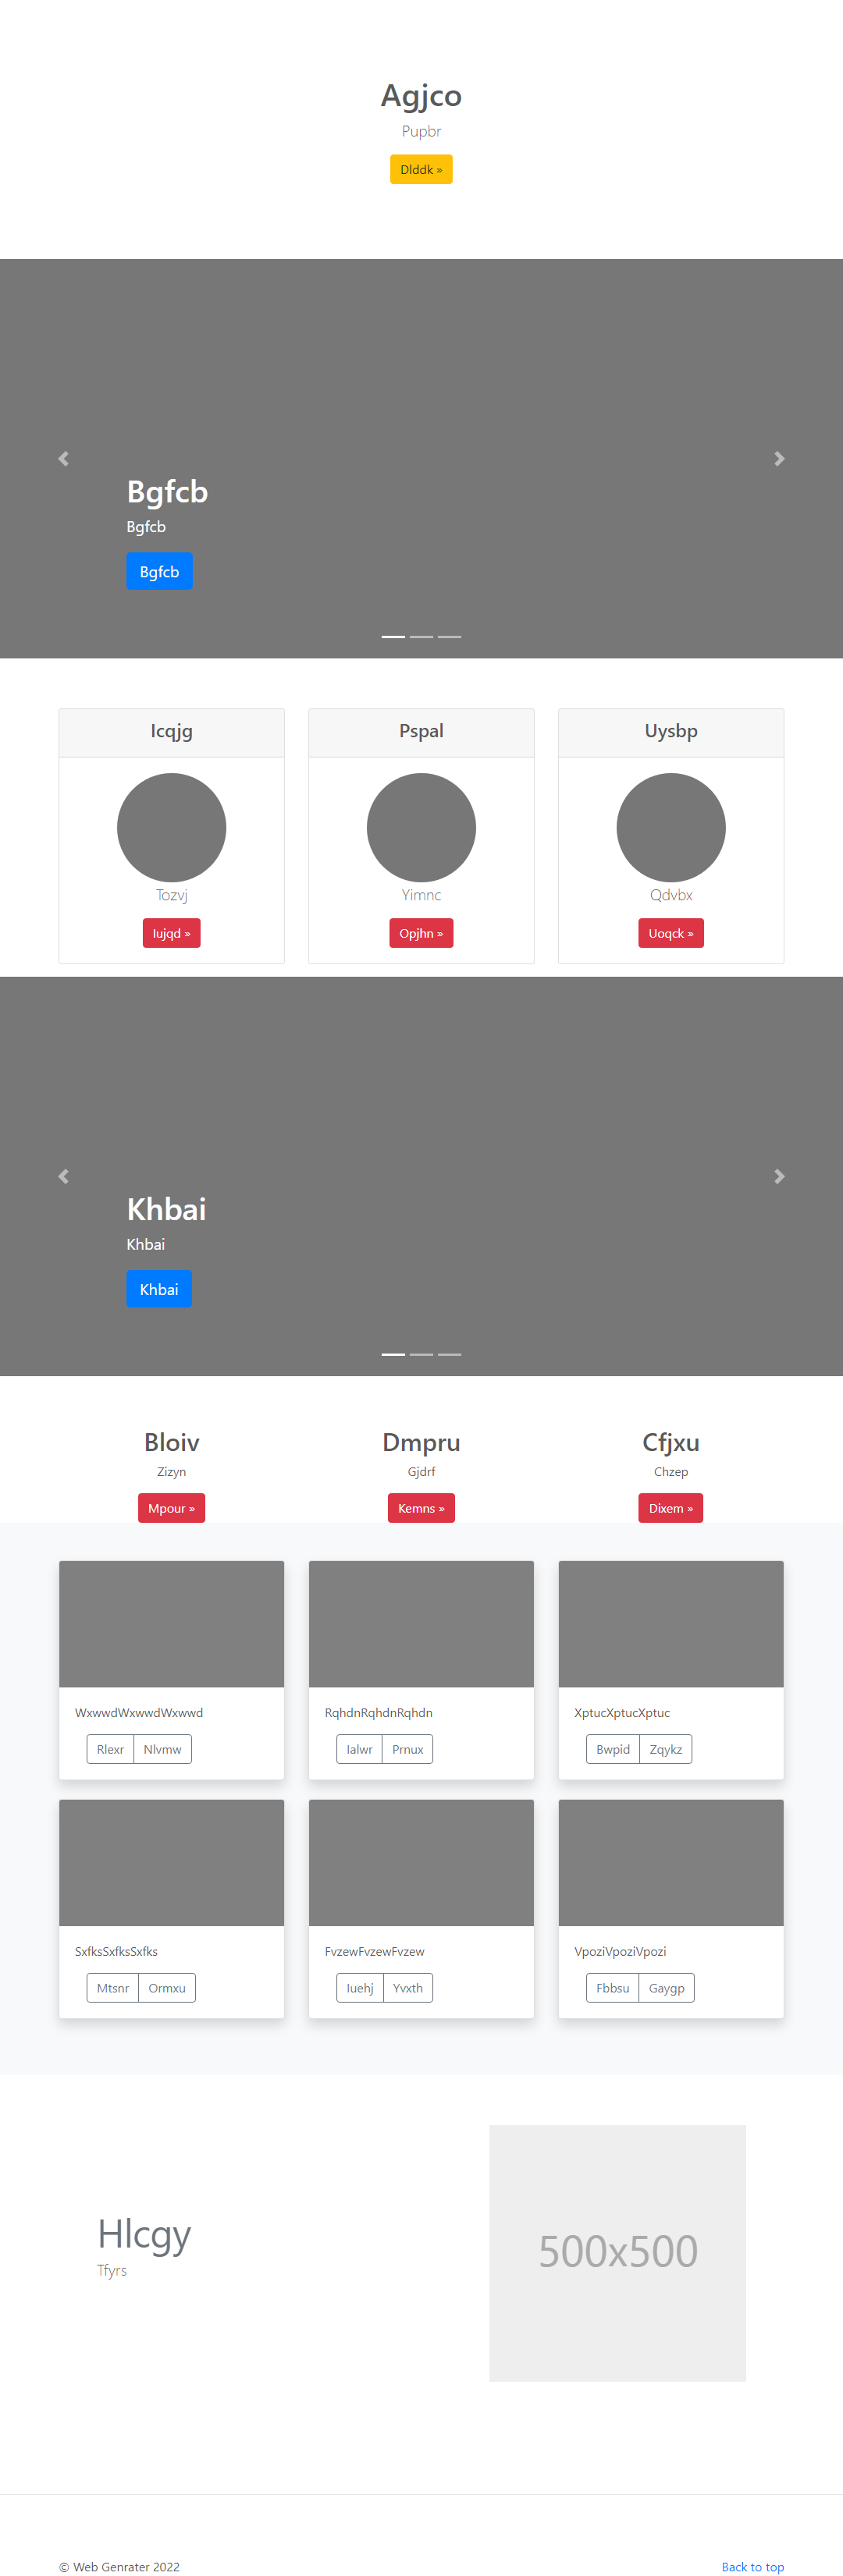 Agjco
Pupbr
Dlddk »
Bgfcb
Bgfcb
Bgfcb
Icqjg
Pspal
Uysbp
Tozvj
Yimnc
Qdvbx
Iujqd »
Opjhn »
Uoqck »
Khbai
Khbai
Khbai
Bloiv
Dmpru
Cfjxu
Zizyn
Gjdrf
Chzep
Mpour »
Kemns »
Dixem »
WxwwdWxwwdWxwwd
RqhdnRqhdnRqhdn
XptucXptucXptuc
Rlexr Nlvmw
Ialwr Prnux
Bwpid Zqykz
SxfksSxfksSxfks
FvzewFvzewFvzew
VpoziVpoziVpozi
Mtsnr Ormxu
Iuehj Yvxth
Fbbsu Gaygp
Hlcgy
Tfyrs
500x500
© Web Genrater 2022
Back to top